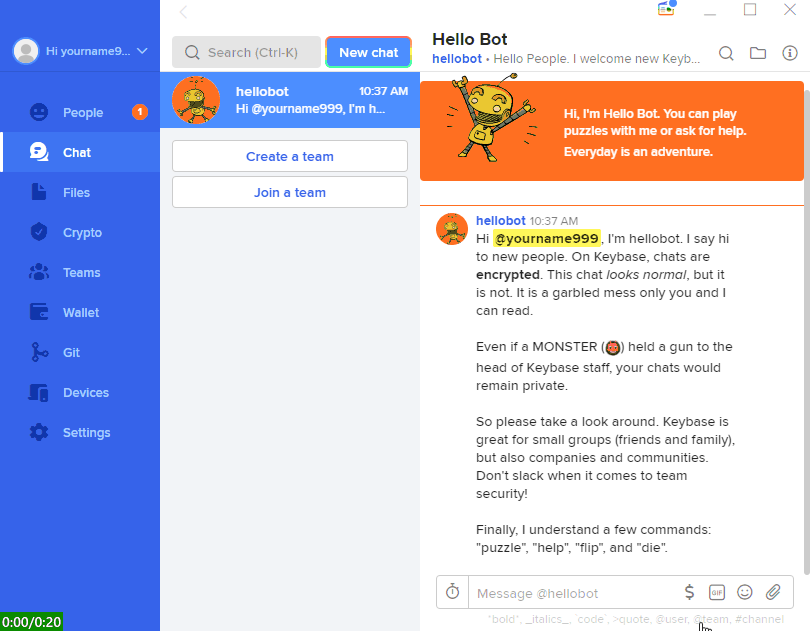 Hi yourname9...
People
1
Chat
Files
Crypto
Teams
Wallet
Git
Devices
Settings
0:00/0:20
Search (Ctrl-K)
New chat
hellobot
10:37 AM
Hi @yourname999, I'm h...
Create a team
Join a team
Hello Bot
hellobot • Hello People. I welcome new Keyb...
Hi, I'm Hello Bot. You can play
puzzles with me or ask for help.
Everyday is an adventure.
hellobot 10:37 AM
Hi @yourname999, I'm hellobot. I say hi
to new people. On Keybase, chats are
encrypted. This chat looks normal, but it
is not. It is a garbled mess only you and I
can read.
Even if a MONSTER () held a gun to the
head of Keybase staff, your chats would
remain private.
So please take a look around. Keybase is
great for small groups (friends and family),
but also companies and communities.
Don't slack when it comes to team
security!
Finally, I understand a few commands:
"puzzle", "help", "flip", and "die".
Message @hellobot
$
GIF
*bold*, _italics_, `code`, >quote, @user, @team, #channel